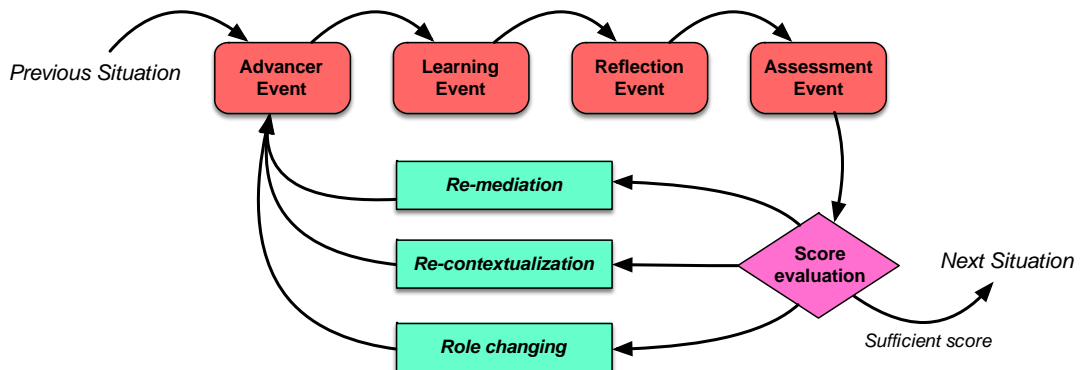 Previous Situation
Advancer
Event
Learning
Event
Reflection
Event
Assessment
Event
Re-mediation
Re-contextualization
Role changing
Score
evaluation
Next Situation
Sufficient score